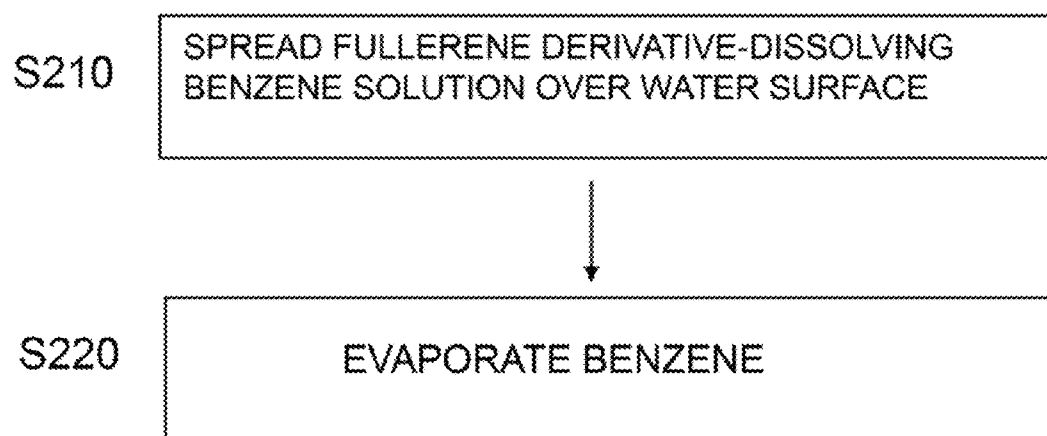 S210
SPREAD FULLERENE DERIVATIVE-DISSOLVING
BENZENE SOLUTION OVER WATER SURFACE
S220
EVAPORATE BENZENE